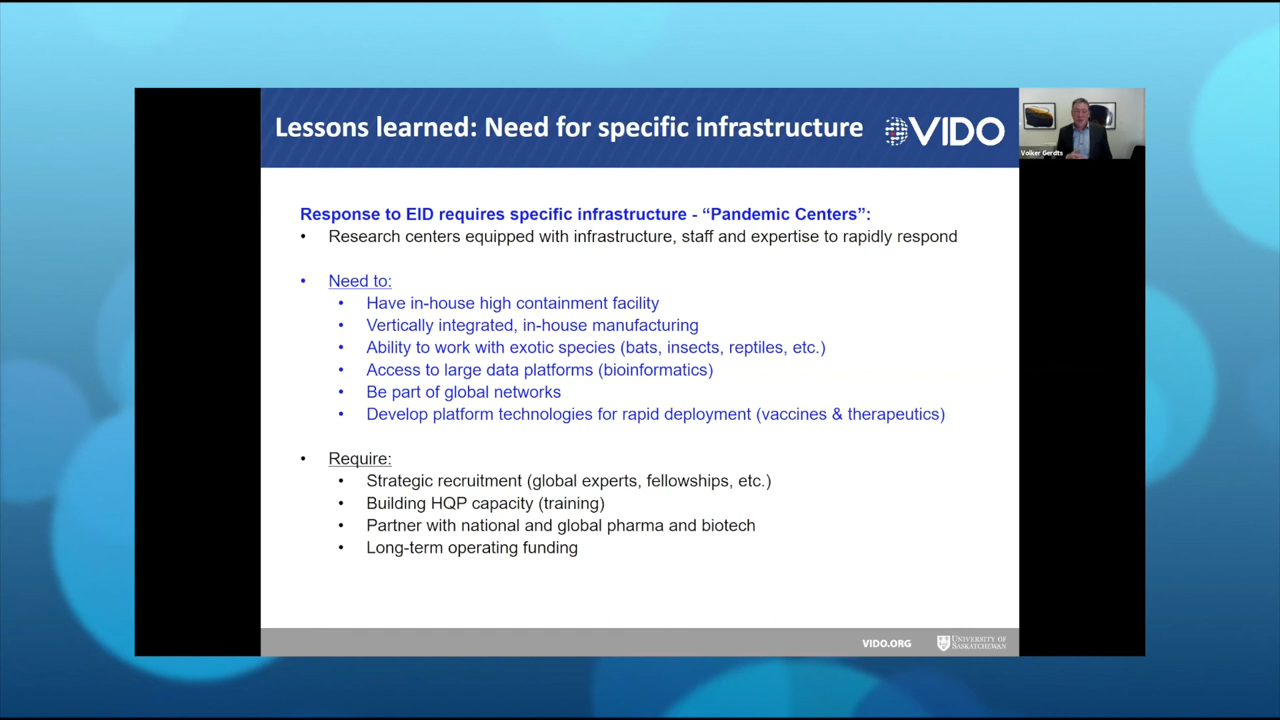 Lessons learned: Need for specific infrastructure
VIDO
Volker Gerdts
Response to EID requires specific infrastructure - “Pandemic Centers”:
• Research centers equipped with infrastructure, staff and expertise to rapidly respond
• Need to:
• Have in-house high containment facility
• Vertically integrated, in-house manufacturing
• Ability to work with exotic species (bats, insects, reptiles, etc.)
• Access to large data platforms (bioinformatics)
• Be part of global networks
• Develop platform technologies for rapid deployment (vaccines & therapeutics)
• Require:
• Strategic recruitment (global experts, fellowships, etc.)
• Building HQP capacity (training)
• Partner with national and global pharma and biotech
• Long-term operating funding
VIDO.ORG
UNIVERSITY OF
SASKATCHEWAN